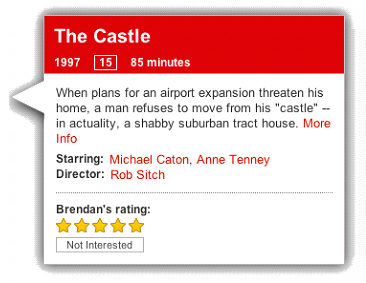 The Castle
1997 15 85 minutes
When plans for an airport expansion threaten his
home, a man refuses to move from his "castle" --
in actuality, a shabby suburban tract house. More
Info
Starring: Michael Caton, Anne Tenney
Director: Rob Sitch
Brendan's rating:
Not Interested